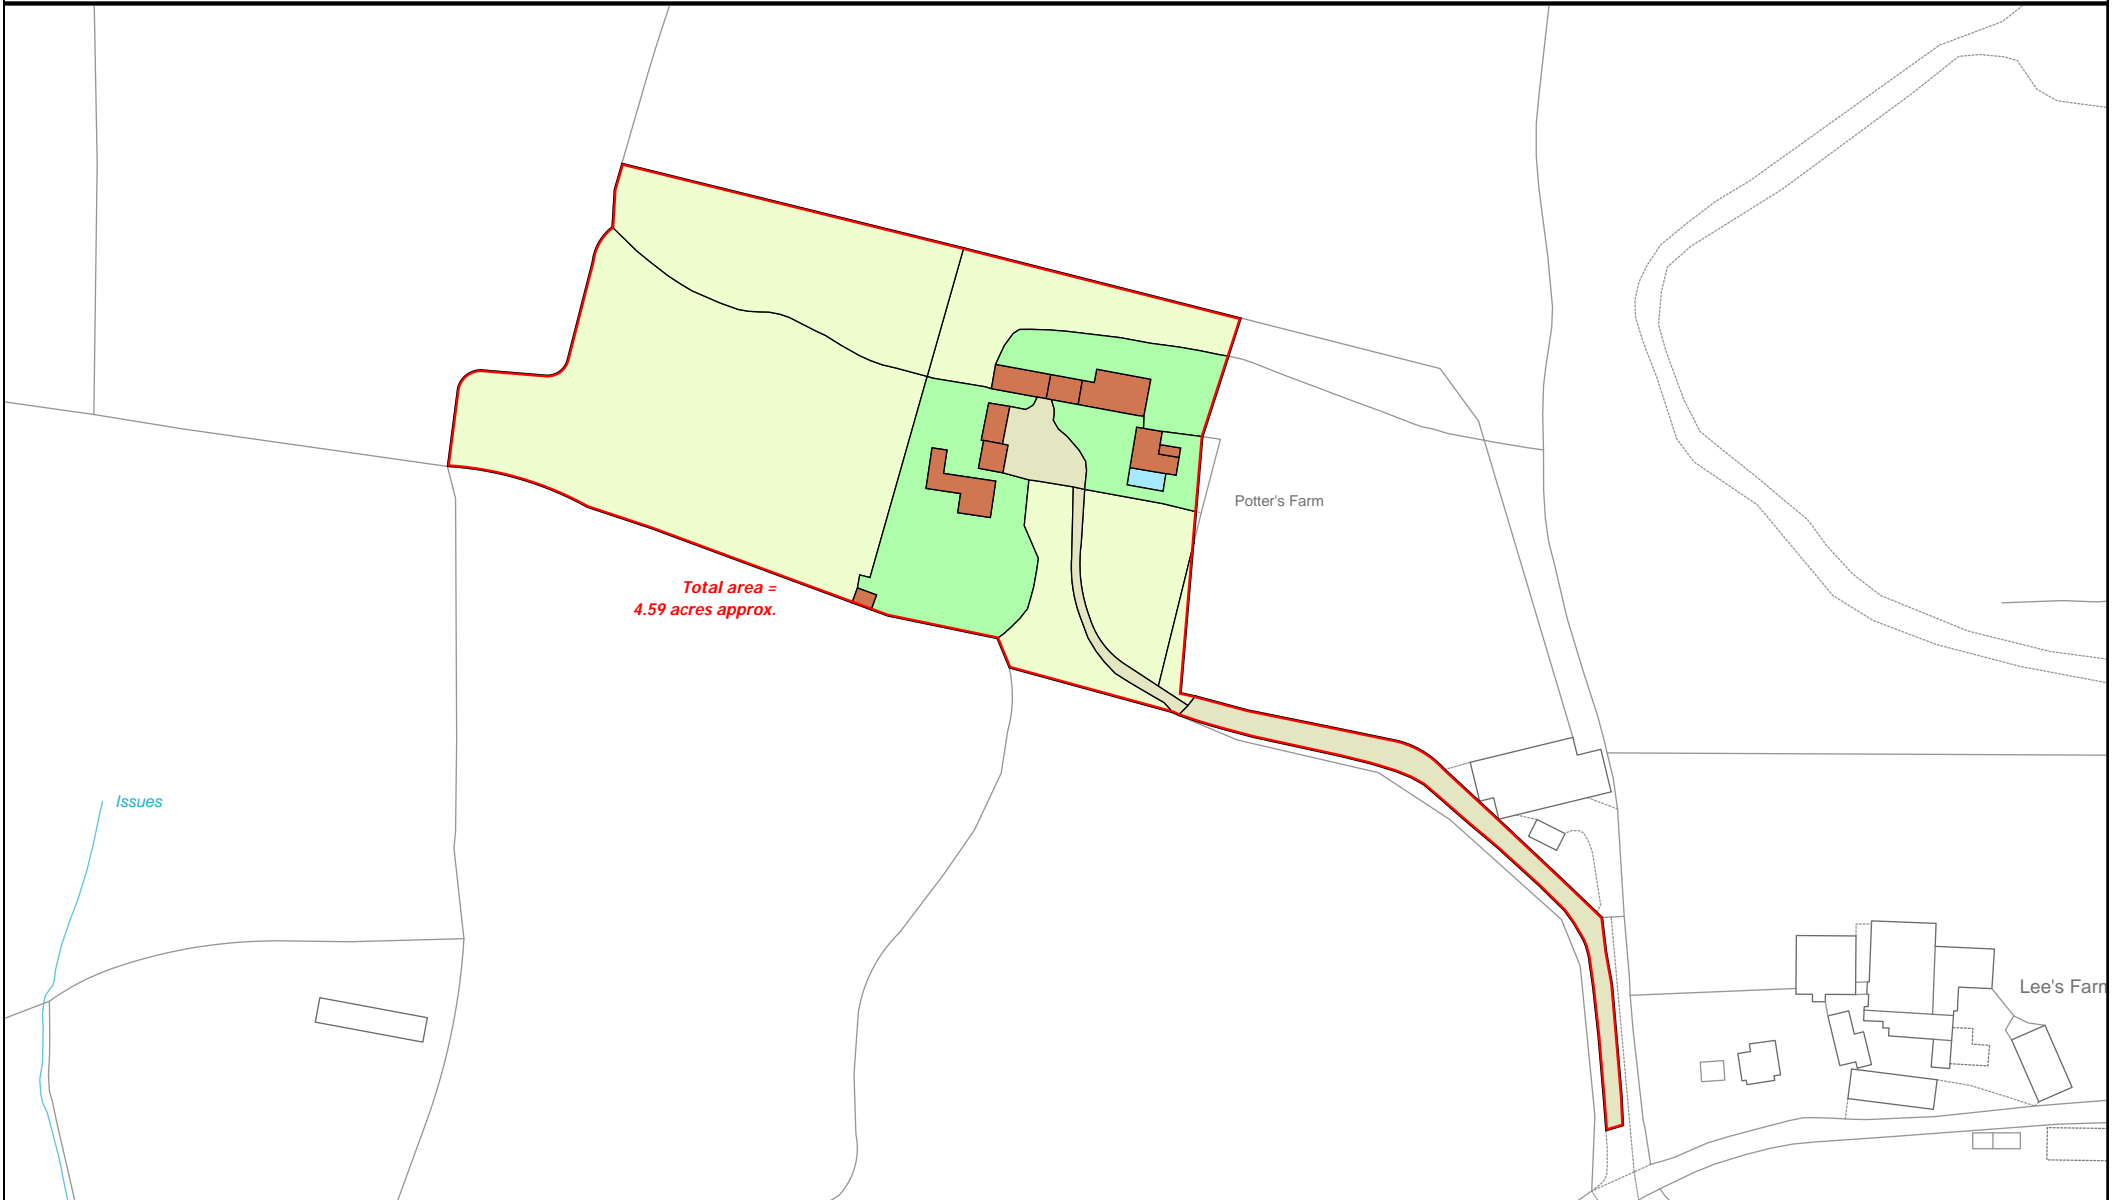 Potter's Farm
Total area =
4.59 acres approx.
Issues
Lee's Farm